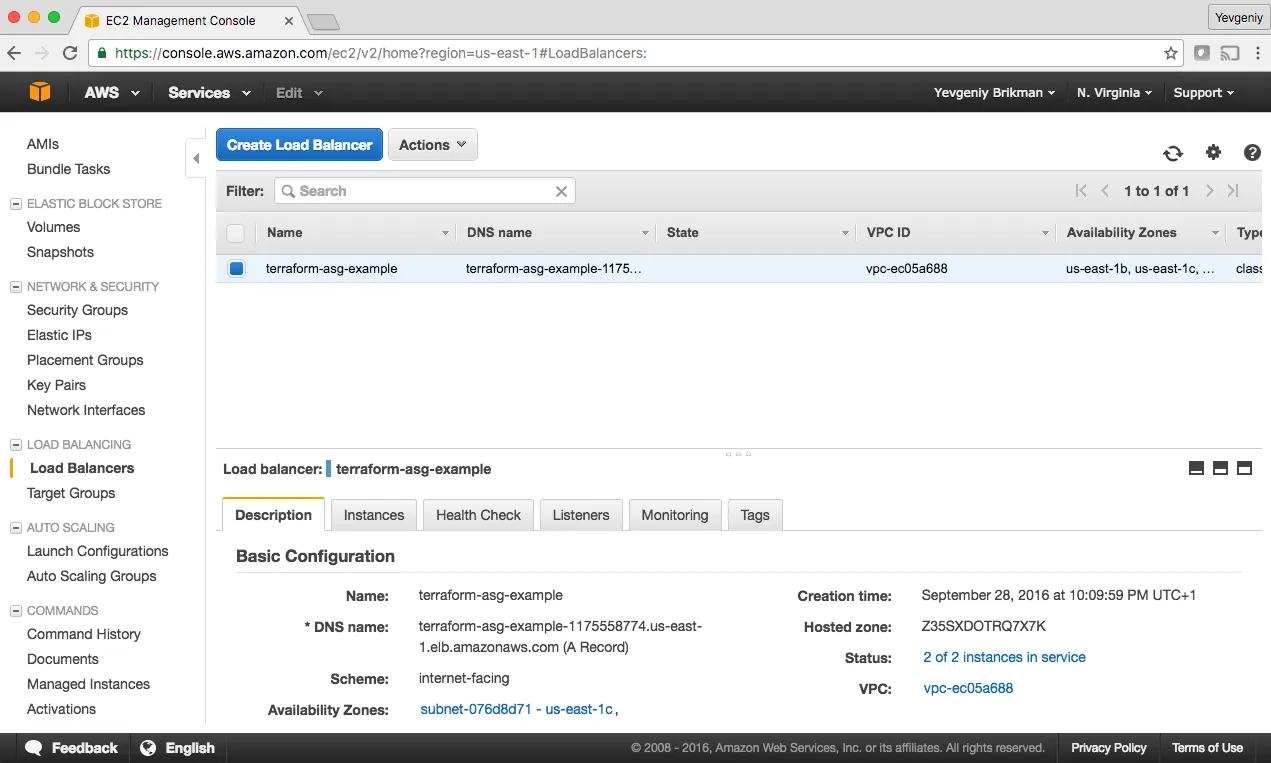 EC2 Management Console
Yevgeniy
https://console.aws.amazon.com/ec2/v2/home?region=us-east-1#LoadBalancers:
AWS Services Edit Yevgeniy Brikman N. Virginia Support
AMIs
Bundle Tasks
ELASTIC BLOCK STORE
Volumes
Snapshots
NETWORK & SECURITY
Security Groups
Elastic IPs
Placement Groups
Key Pairs
Network Interfaces
LOAD BALANCING
Load Balancers
Target Groups
AUTO SCALING
Launch Configurations
Auto Scaling Groups
COMMANDS
Command History
Documents
Managed Instances
Activations
Create Load Balancer Actions
Filter: Search 1 to 1 of 1
Name DNS name State VPC ID Availability Zones Type
terraform-asg-example terraform-asg-example-1175... vpc-ec05a688 us-east-1b, us-east-1c, ... clas
Load balancer: terraform-asg-example
Description Instances Health Check Listeners Monitoring Tags
Basic Configuration
Name: terraform-asg-example
* DNS name: terraform-asg-example-1175558774.us-east-
1.elb.amazonaws.com (A Record)
Scheme: internet-facing
Availability Zones: subnet-076d8d71 - us-east-1c,
Creation time: September 28, 2016 at 10:09:59 PM UTC+1
Hosted zone: Z35SXDOTRQ7X7K
Status: 2 of 2 instances in service
VPC: vpc-ec05a688
Feedback English © 2008 - 2016, Amazon Web Services, Inc. or its affiliates. All rights reserved. Privacy Policy Terms of Use